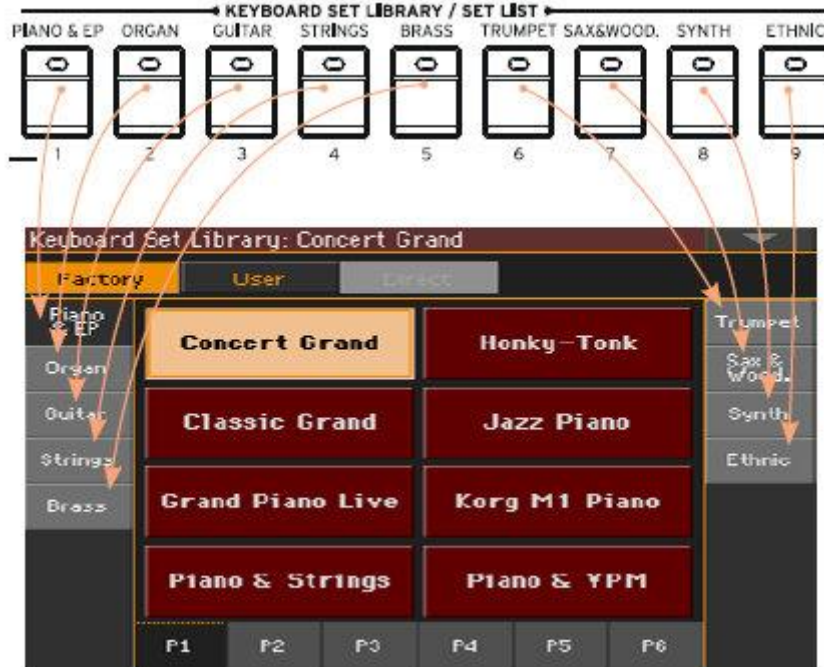 KEYBOARD SET LIBRARY / SET LIST
PIANO & EP ORGAN GUITAR STRINGS BRASS TRUMPET SAX&WOOD. SYNTH ETHNIC
1 2 3 4 5 6 7 8 9
Keyboard Set Library: Concert Grand
Factory User Direct
Piano & EP
Organ
Guitar
Strings
Brass
Concert Grand Honky-Tonk
Classic Grand Jazz Piano
Grand Piano Live Korg M1 Piano
Piano & Strings Piano & VPM
Trumpet
Sax & Wood.
Synth
Ethnic
P1 P2 P3 P4 P5 P6